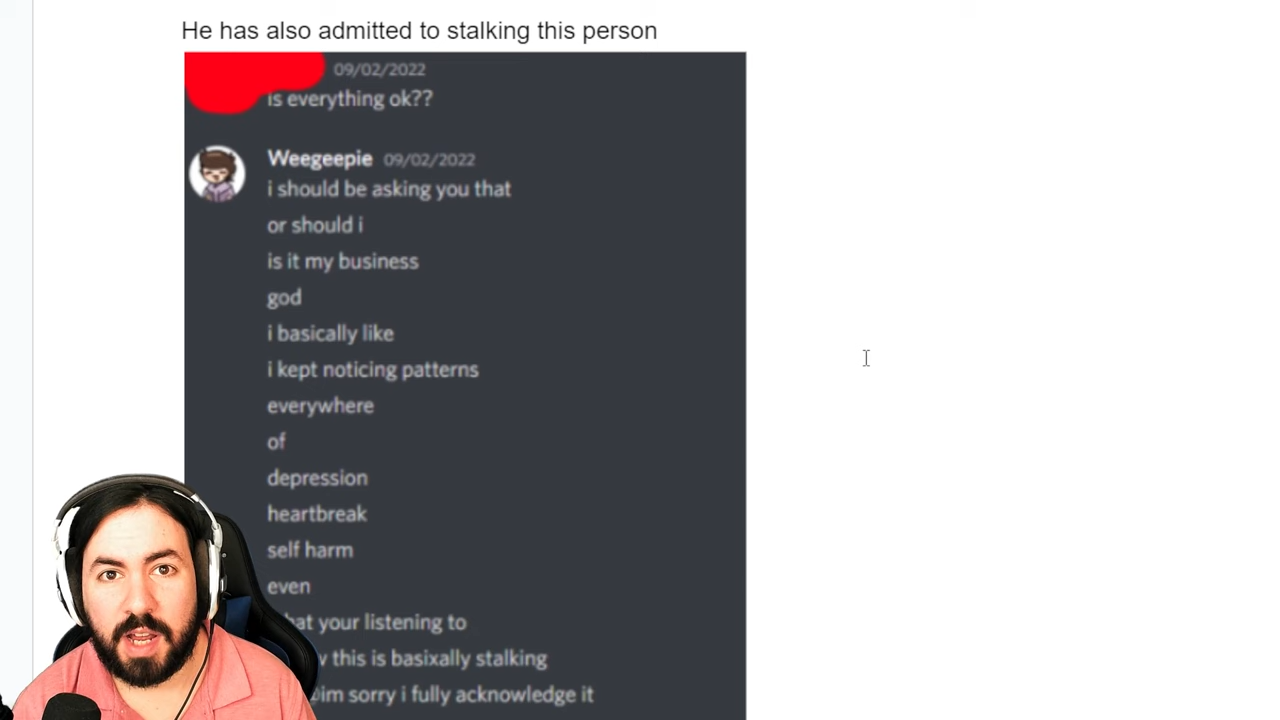 He has also admitted to stalking this person
09/02/2022
is everything ok??
Weegeepie 09/02/2022
i should be asking you that
or should i
is it my business
god
i basically like
i kept noticing patterns
everywhere
of
depression
heartbreak
self harm
even
your listening to
this is basixally stalking
im sorry i fully acknowledge it